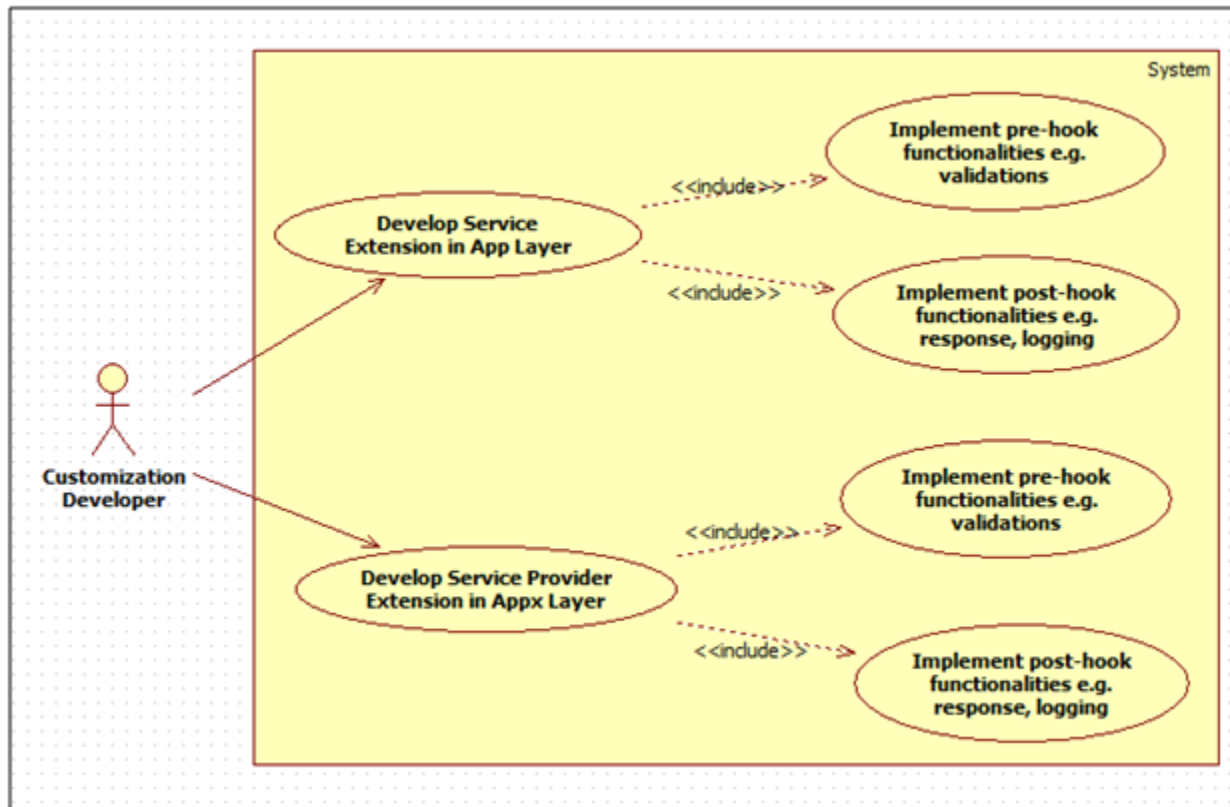 System
Implement pre-hook
functionalities e.g.
validations
<<include>>
Develop Service
Extension in App Layer
<<include>>
Implement post-hook
functionalities e.g.
response, logging
Customization
Developer
Implement pre-hook
functionalities e.g.
validations
<<include>>
Develop Service Provider
Extension in Appx Layer
<<include>>
Implement post-hook
functionalities e.g.
response, logging